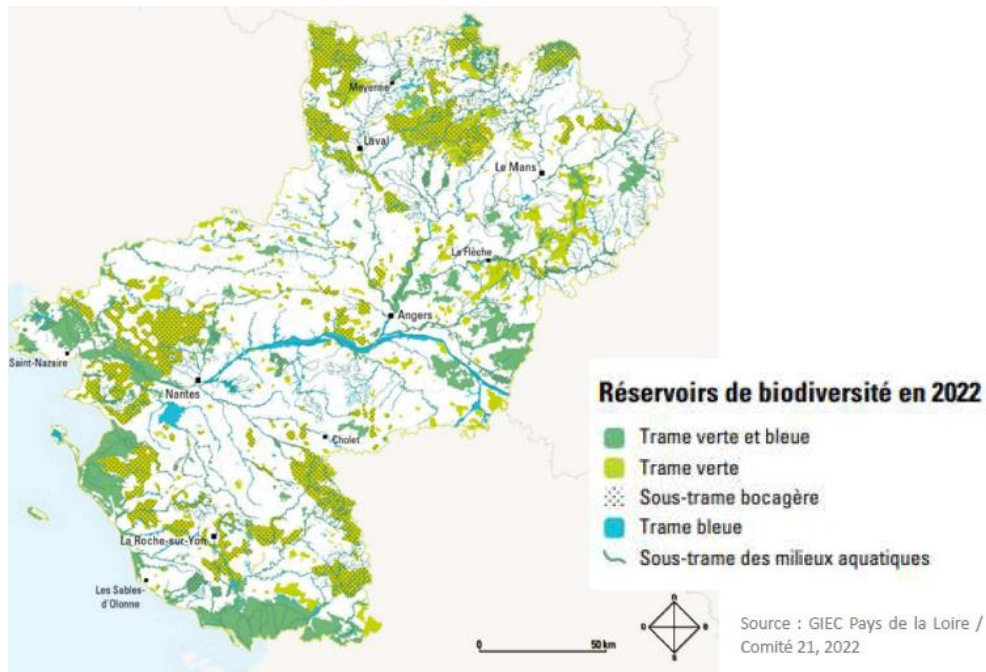 Mayenne
Laval
Le Mans
La Flèche
Angers
Saint-Nazaire
Nantes
Cholet
La Roche-sur-Yon
Les Sables-
d'Olonne
Réservoirs de biodiversité en 2022
Trame verte et bleue
Trame verte
Sous-trame bocagère
Trame bleue
Sous-trame des milieux aquatiques
0 50 km
n
o e
s
Source : GIEC Pays de la Loire /
Comité 21, 2022